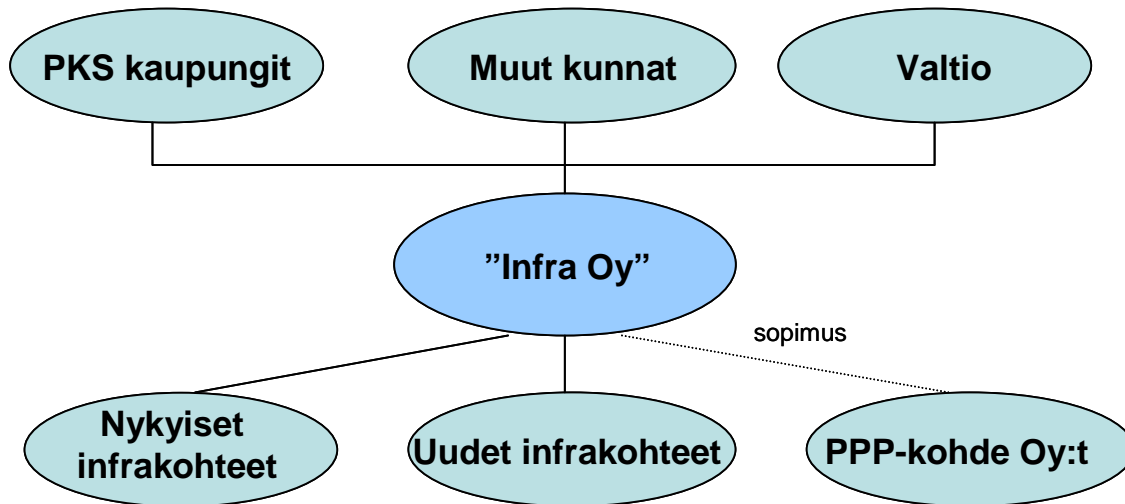 PKS kaupungit
Muut kunnat
Valtio
”Infra Oy”
sopimus
Nykyiset
infrakohteet
Uudet infrakohteet
PPP-kohde Oy:t